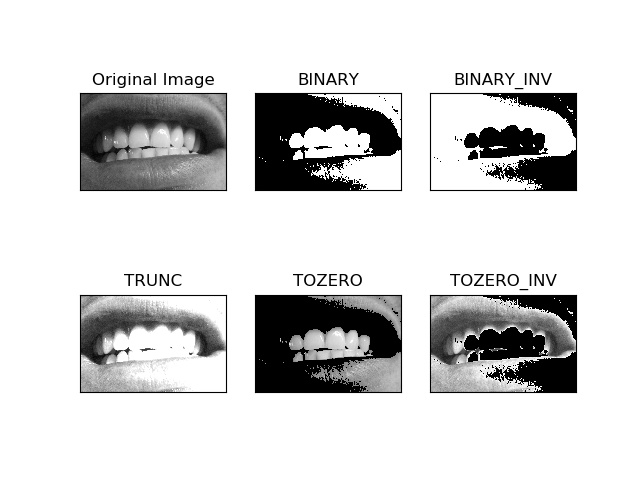 Original Image
BINARY
BINARY_INV
TRUNC
TOZERO
TOZERO_INV